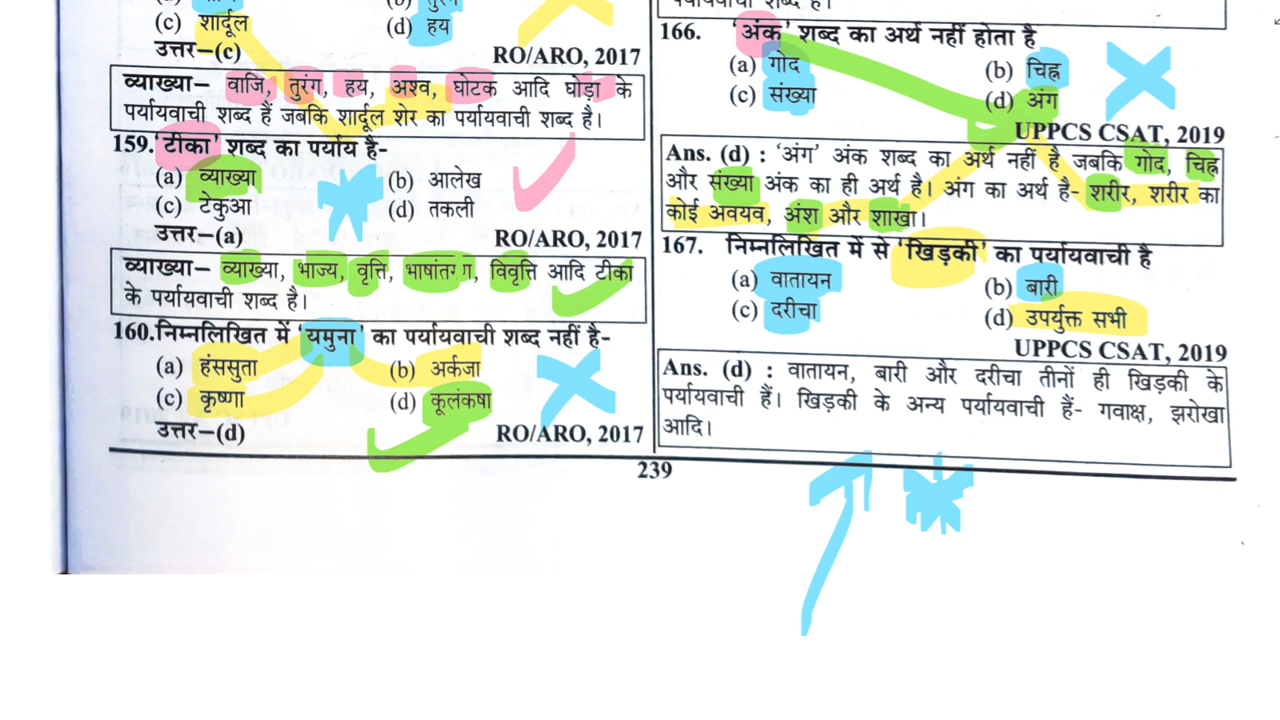 (c) शार्दूल (d) हय
उत्तर–(c) RO/ARO, 2017
व्याख्या– वाजि, तुरंग, हय, अश्व, घोटक आदि घोड़ा के
पर्यायवाची शब्द हैं जबकि शार्दूल शेर का पर्यायवाची शब्द है।
159.'टीका' शब्द का पर्याय है-
(a) व्याख्या (b) आलेख
(c) टेकुआ (d) तकली
उत्तर–(a) RO/ARO, 2017
व्याख्या– व्याख्या, भाज्य, वृत्ति, विवृत्ति आदि टीका
के पर्यायवाची शब्द है।
160.निम्नलिखित में 'यमुना' का पर्यायवाची शब्द नहीं है-
(a) हंससुता (b) अर्कजा
(c) कृष्णा (d) कूलंकषा
उत्तर–(d) RO/ARO, 2017
166. 'अंक' शब्द का अर्थ नहीं होता है
(a) गोद (b) चिह्न
(c) संख्या (d) अंग
UPPCS CSAT, 2019
Ans. (d) : 'अंग' अंक शब्द का अर्थ नहीं है जबकि गोद, चिह्न
और संख्या अंक का ही अर्थ है। अंग का अर्थ है- शरीर, शरीर का
कोई अवयव, अंश और शाखा।
167. निम्नलिखित में से 'खिड़की' का पर्यायवाची है
(a) वातायन (b) बारी
(c) दरीचा (d) उपर्युक्त सभी
UPPCS CSAT, 2019
Ans. (d) : वातायन, बारी और दरीचा तीनों ही खिड़की के
पर्यायवाची हैं। खिड़की के अन्य पर्यायवाची हैं- गवाक्ष, झरोखा
आदि।
239